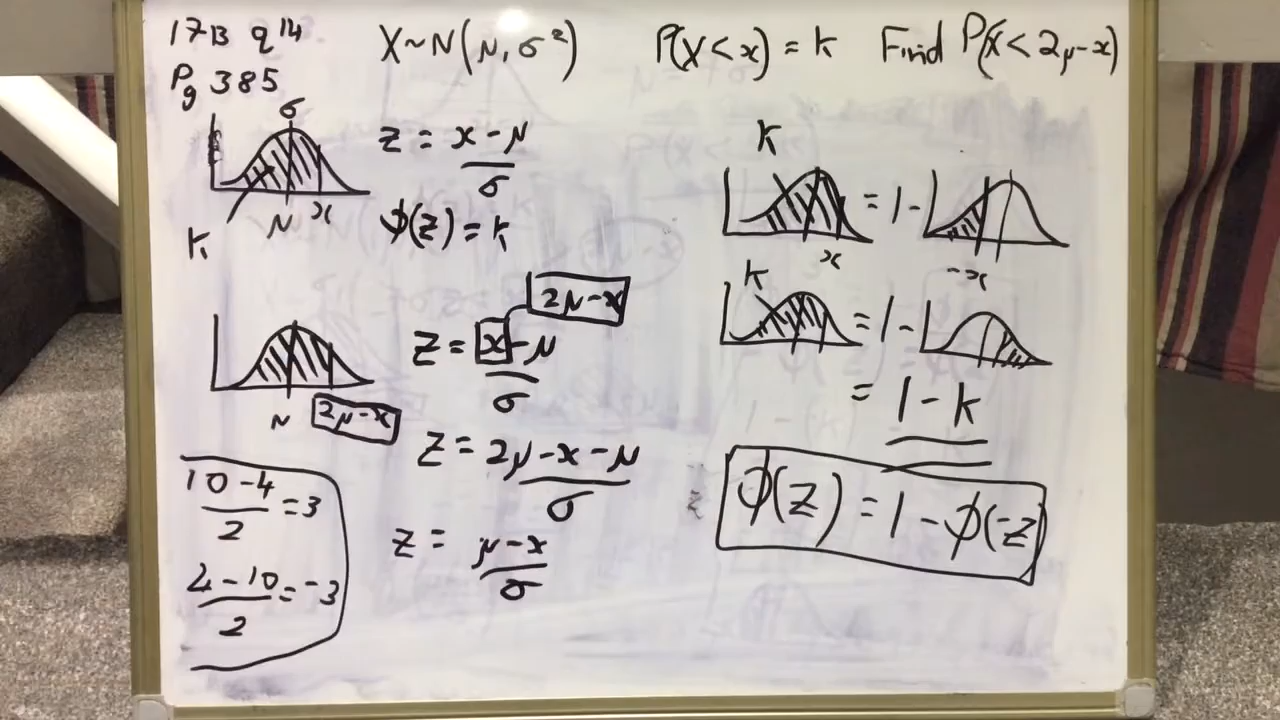 17B q14
Pg 385
X~N(μ, σ²)
P(X < x) = k Find P(X < 2μ-x)
σ
μ x
k
z = x - μ / σ
φ(z) = k
μ 2μ-x
2μ-x
z = x - μ / σ
z = 2μ-x-μ / σ
z = μ-x / σ
10-4 / 2 = 3
4-10 / 2 = -3
k
= 1 -
x -x
k
= 1 -
= 1 - k
φ(z) = 1 - φ(-z)